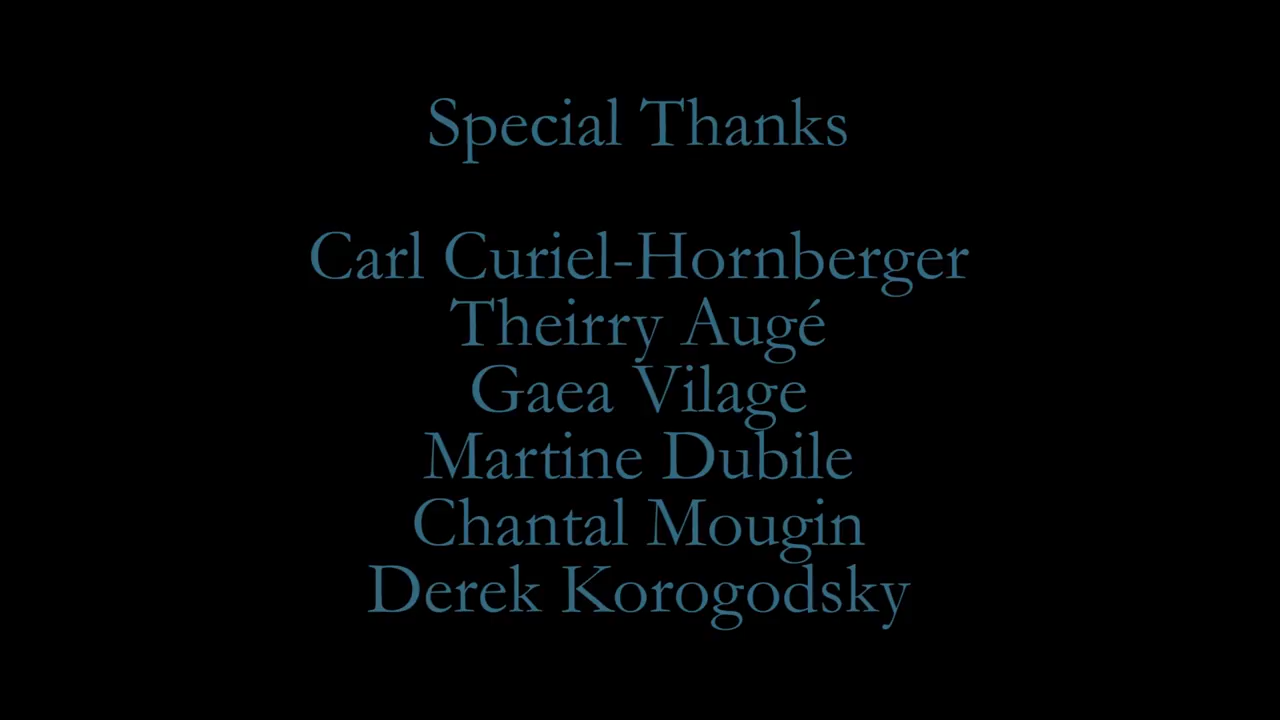 Special Thanks
Carl Curiel-Hornberger
Theirry Augé
Gaea Vilage
Martine Dubile
Chantal Mougin
Derek Korogodsky